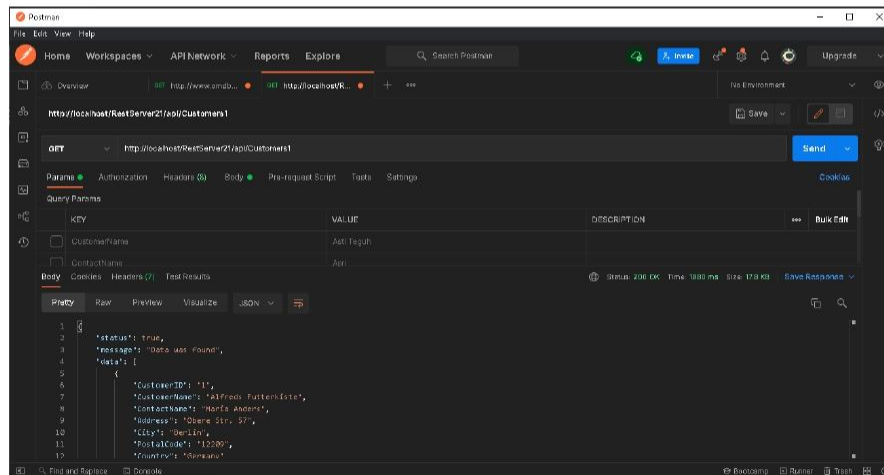 Postman
File Edit View Help
Home Workspaces API Network Reports Explore Search Postman Invite Upgrade
Overview GET http://www.omdb... GET http://localhost/R... + No Environment
http://localhost/RestServer21/api/Customers1 Save
GET http://localhost/RestServer21/api/Customers1 Send
Params Authorization Headers (8) Body Pre-request Script Tests Settings Cookies
Query Params
KEY VALUE DESCRIPTION Bulk Edit
CustomerName Asti Teguh
ContactName Apri
Body Cookies Headers (7) Test Results Status: 200 OK Time: 1080 ms Size: 17.8 KB Save Response
Pretty Raw Preview Visualize JSON
1 {
2 "status": true,
3 "message": "Data was found",
4 "data": [
5 {
6 "CustomerID": "1",
7 "CustomerName": "Alfreds Futterkiste",
8 "ContactName": "Maria Anders",
9 "Address": "Obere Str. 57",
10 "City": "Berlin",
11 "PostalCode": "12209",
12 "Country": "Germany"
Find and Replace Console Bootcamp Runner Trash